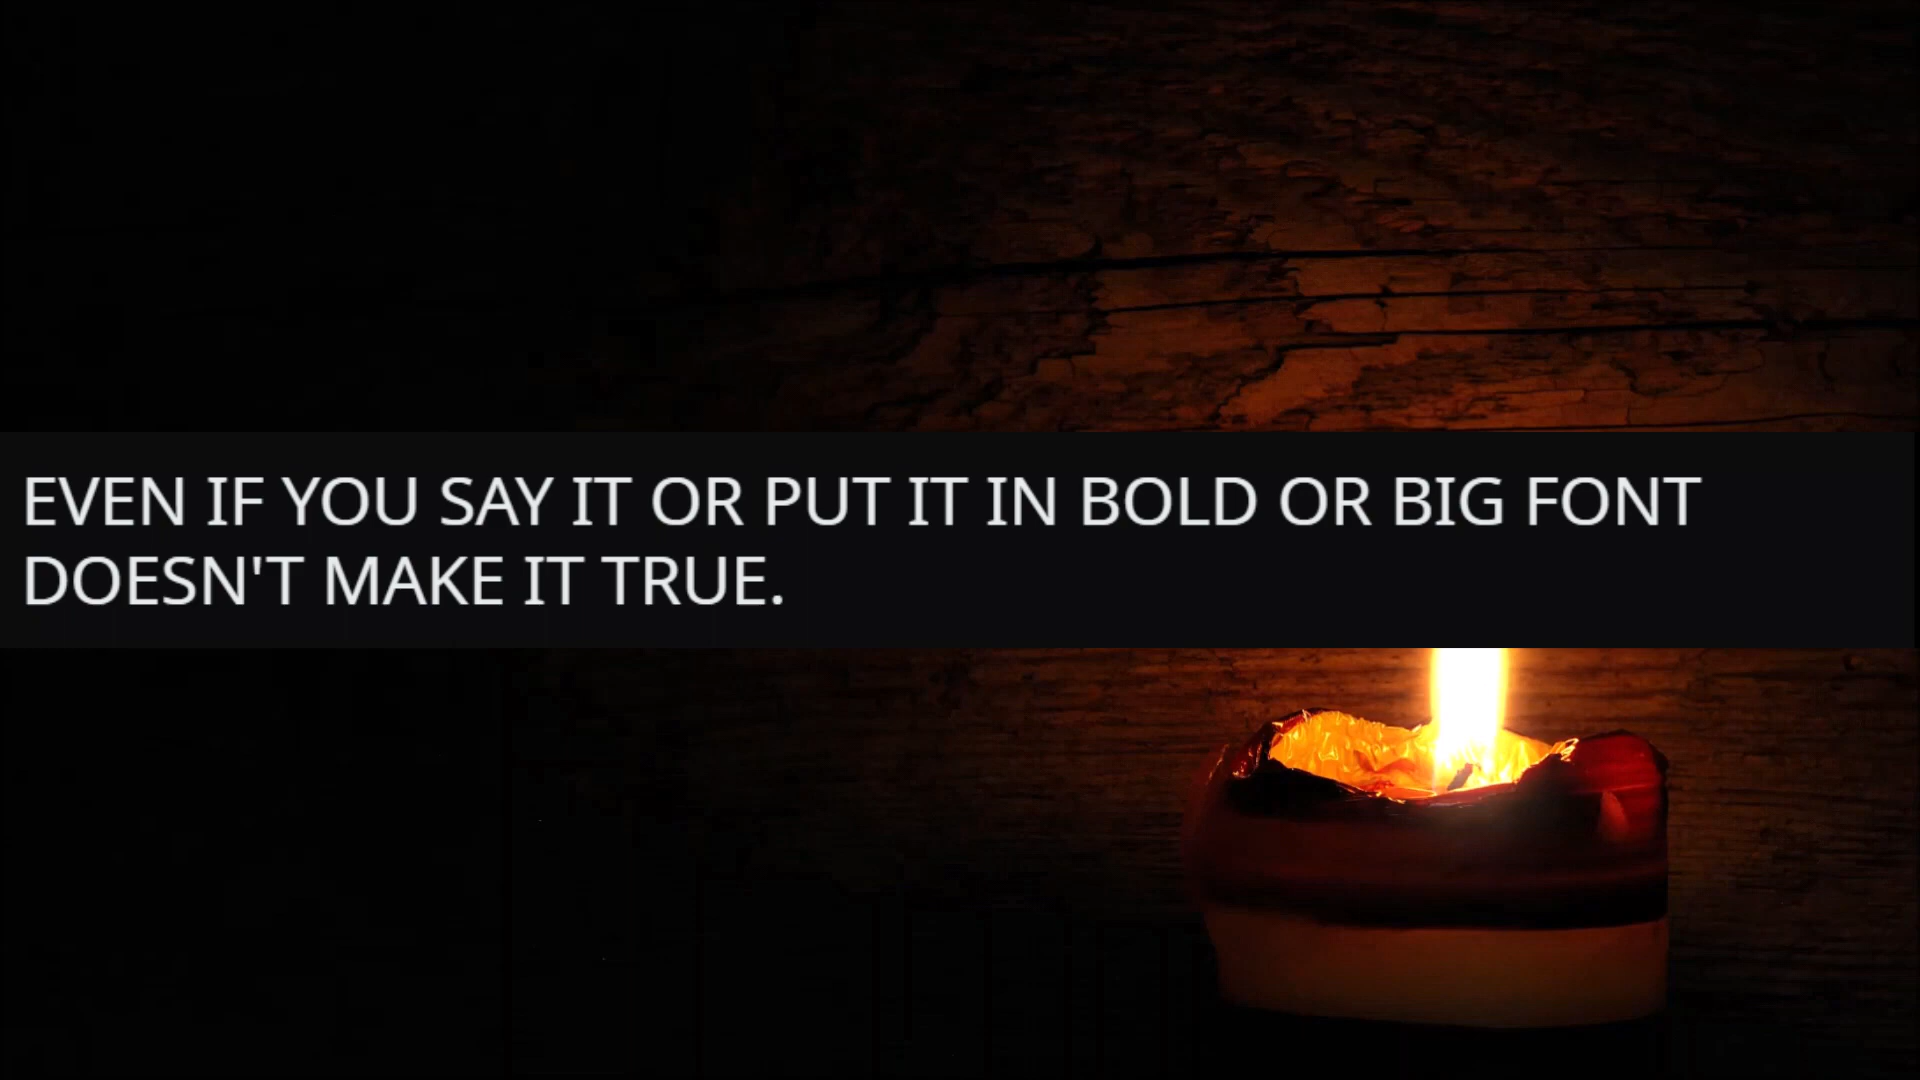 EVEN IF YOU SAY IT OR PUT IT IN BOLD OR BIG FONT
DOESN'T MAKE IT TRUE.